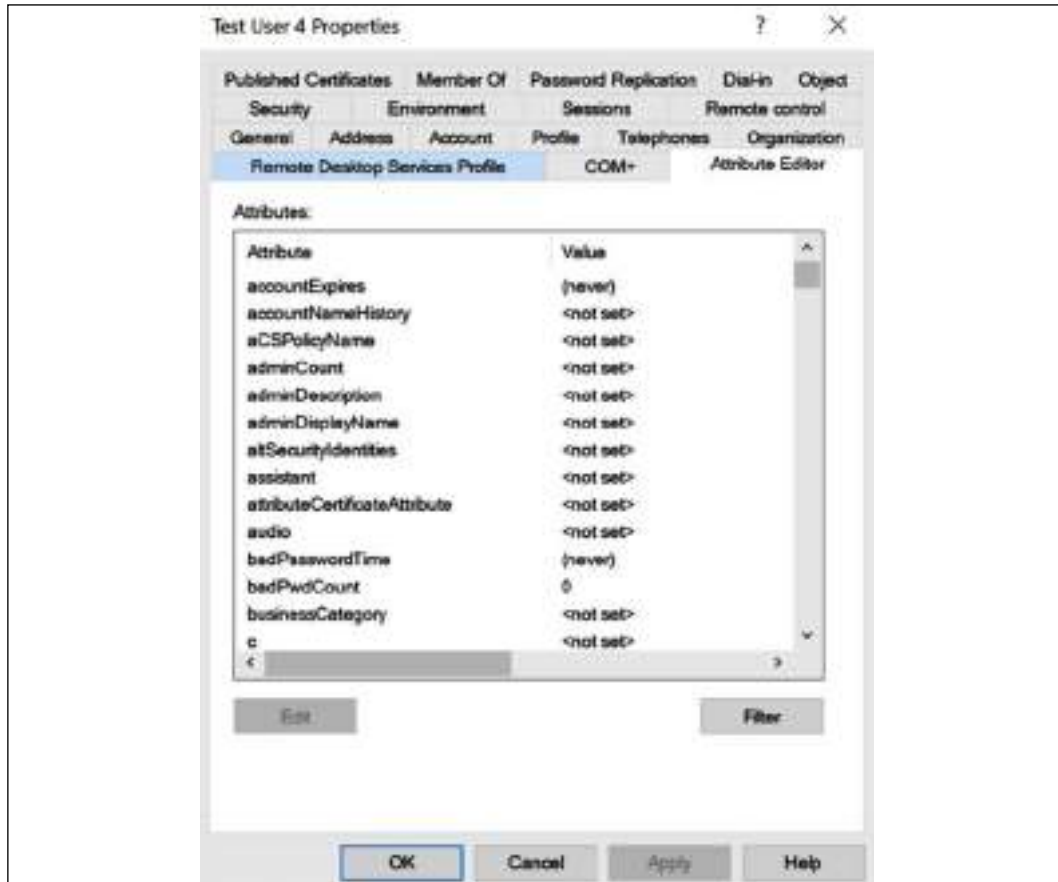 Test User 4 Properties ? ×
Published Certificates Member Of Password Replication Dial-in Object
Security Environment Sessions Remote control
General Address Account Profile Telephones Organization
Remote Desktop Services Profile COM+ Attribute Editor
Attributes:
Attribute Value
accountExpires (never)
accountNameHistory <not set>
aCSPolicyName <not set>
adminCount <not set>
adminDescription <not set>
adminDisplayName <not set>
altSecurityIdentities <not set>
assistant <not set>
attributeCertificateAttribute <not set>
audio <not set>
badPasswordTime (never)
badPwdCount 0
businessCategory <not set>
c <not set>
Edit Filter
OK Cancel Apply Help